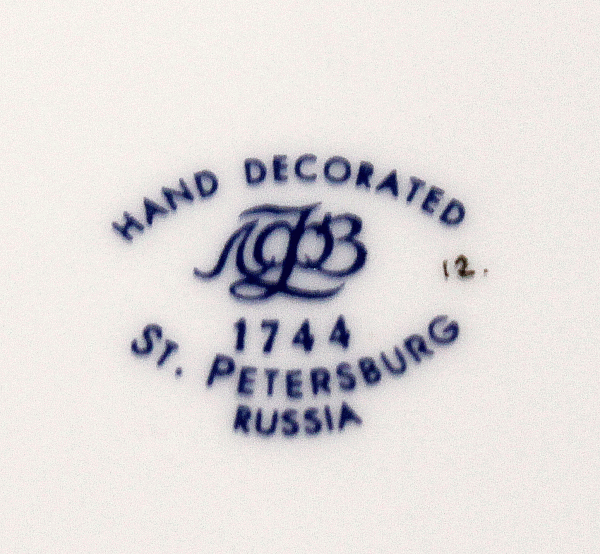 HAND DECORATED
ЛФЗ
12.
1744
ST. PETERSBURG
RUSSIA